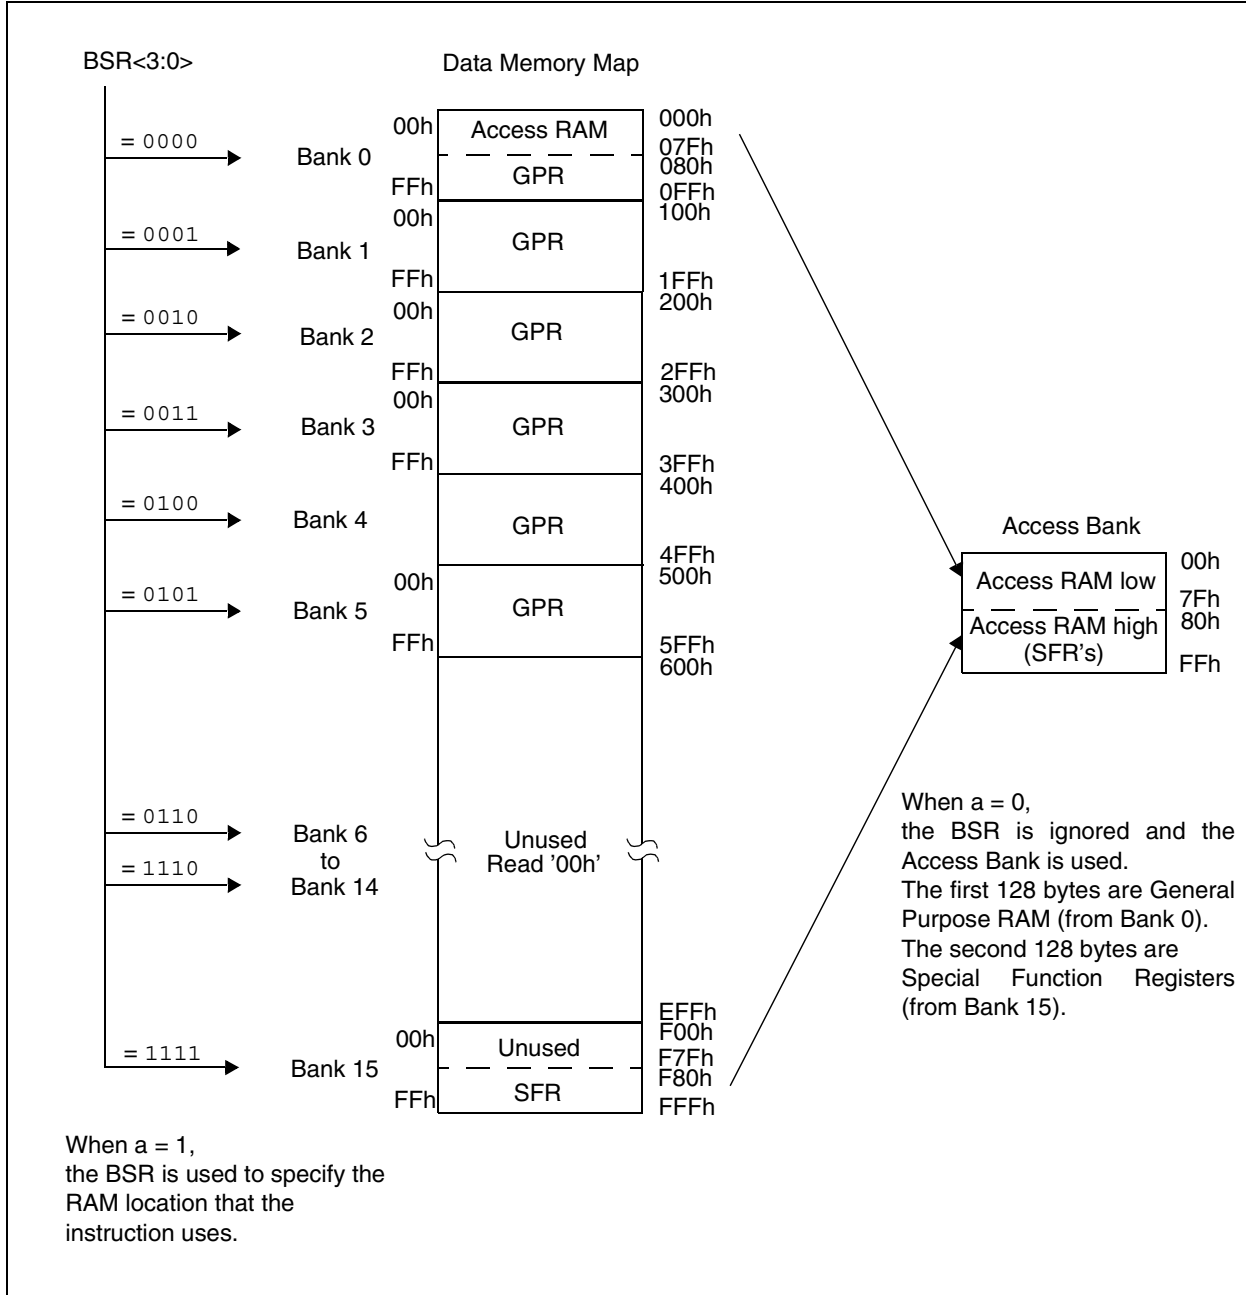 BSR<3:0>
Data Memory Map
= 0000
Bank 0
00h
Access RAM
000h
07Fh
080h
FFh
GPR
0FFh
= 0001
Bank 1
00h
GPR
100h
FFh
1FFh
= 0010
Bank 2
00h
GPR
200h
FFh
2FFh
= 0011
Bank 3
00h
GPR
300h
FFh
3FFh
= 0100
Bank 4
GPR
400h
4FFh
= 0101
Bank 5
00h
GPR
500h
FFh
5FFh
600h
= 0110
Bank 6
to
= 1110
Bank 14
Unused
Read '00h'
EFFh
= 1111
Bank 15
00h
Unused
F00h
F7Fh
F80h
FFh
SFR
FFFh
Access Bank
Access RAM low
00h
7Fh
Access RAM high
(SFR's)
80h
FFh
When a = 0,
the BSR is ignored and the
Access Bank is used.
The first 128 bytes are General
Purpose RAM (from Bank 0).
The second 128 bytes are
Special Function Registers
(from Bank 15).
When a = 1,
the BSR is used to specify the
RAM location that the
instruction uses.